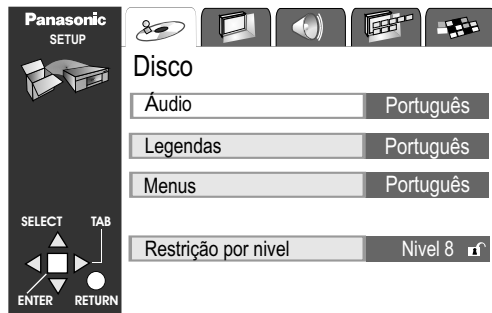 Panasonic
SETUP
Disco
Áudio Português
Legendas Português
Menus Português
Restrição por nivel Nivel 8
SELECT TAB
ENTER RETURN